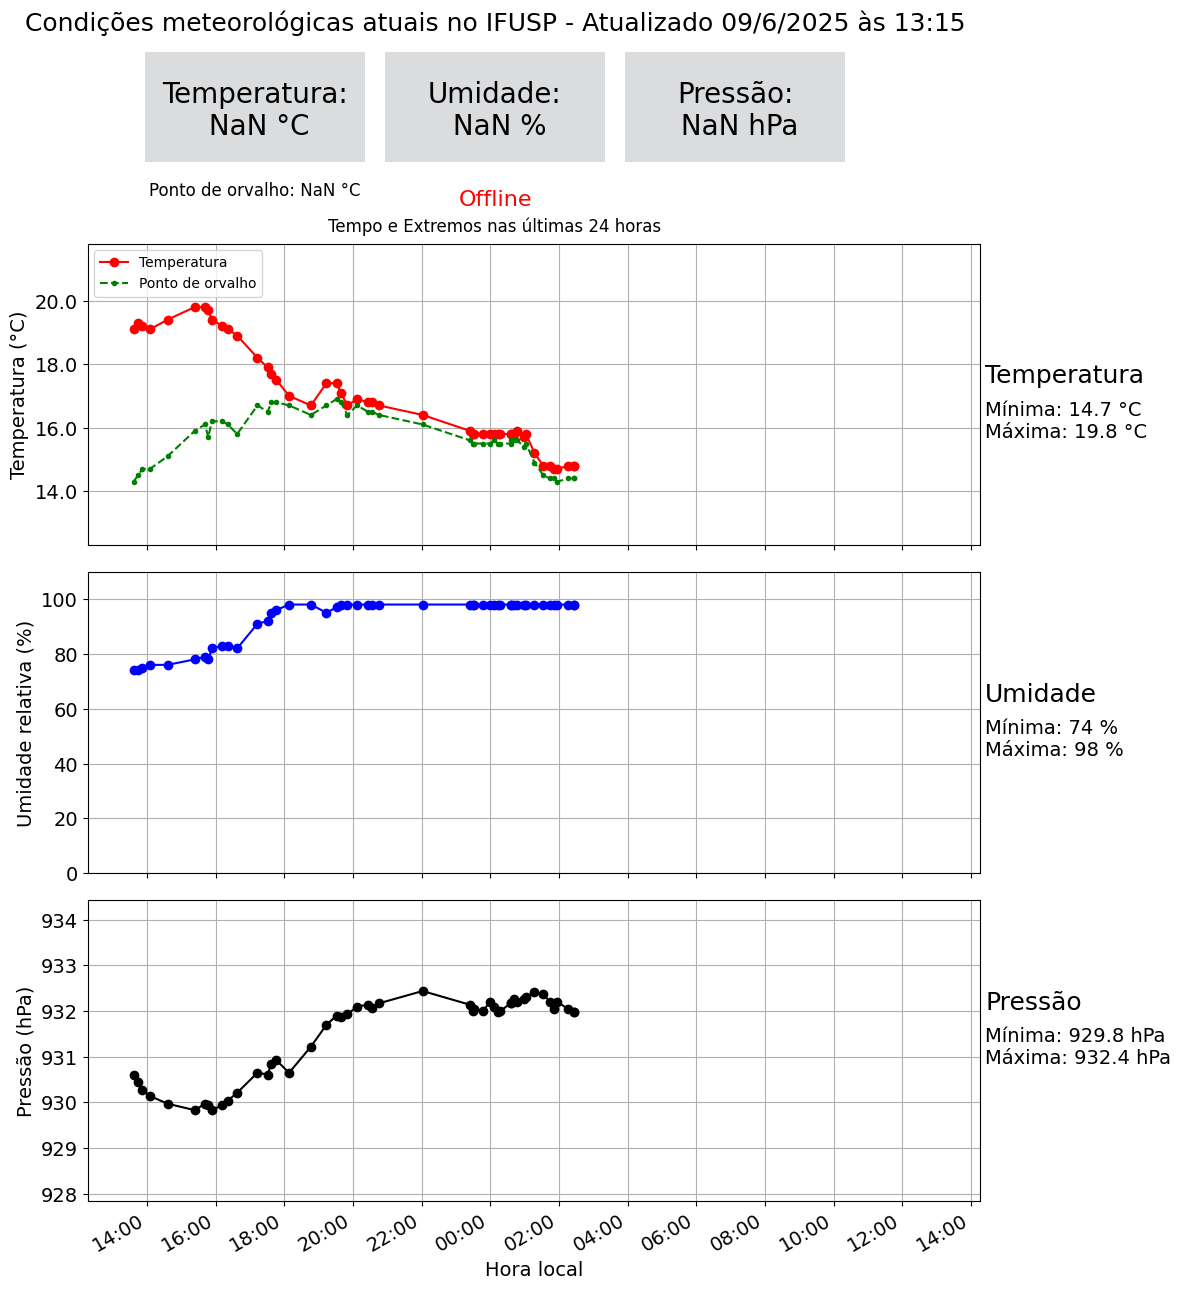 Condições meteorológicas atuais no IFUSP - Atualizado 09/6/2025 às 13:15
Temperatura:
NaN °C
Umidade:
NaN %
Pressão:
NaN hPa
Ponto de orvalho: NaN °C
Offline
Tempo e Extremos nas últimas 24 horas
Temperatura
Ponto de orvalho
Temperatura (°C)
20.0
18.0
16.0
14.0
Temperatura
Mínima: 14.7 °C
Máxima: 19.8 °C
Umidade relativa (%)
100
80
60
40
20
0
Umidade
Mínima: 74 %
Máxima: 98 %
Pressão (hPa)
934
933
932
931
930
929
928
Pressão
Mínima: 929.8 hPa
Máxima: 932.4 hPa
14:00 16:00 18:00 20:00 22:00 00:00 02:00 04:00 06:00 08:00 10:00 12:00 14:00
Hora local